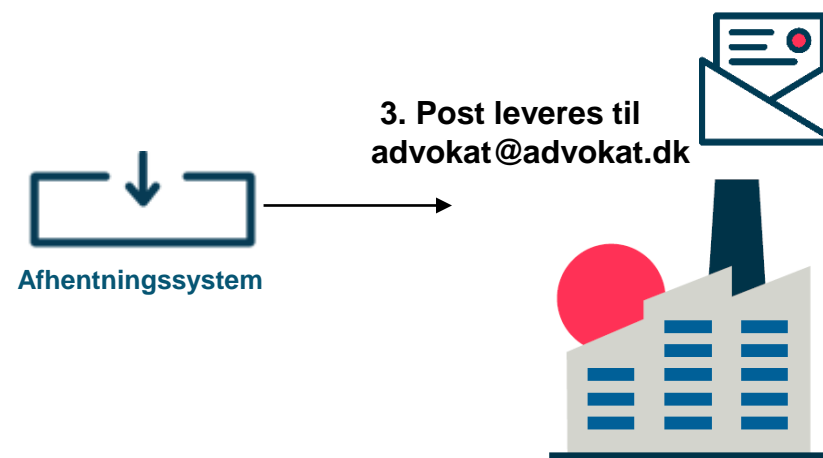 3. Post leveres til
advokat@advokat.dk
Afhentningssystem